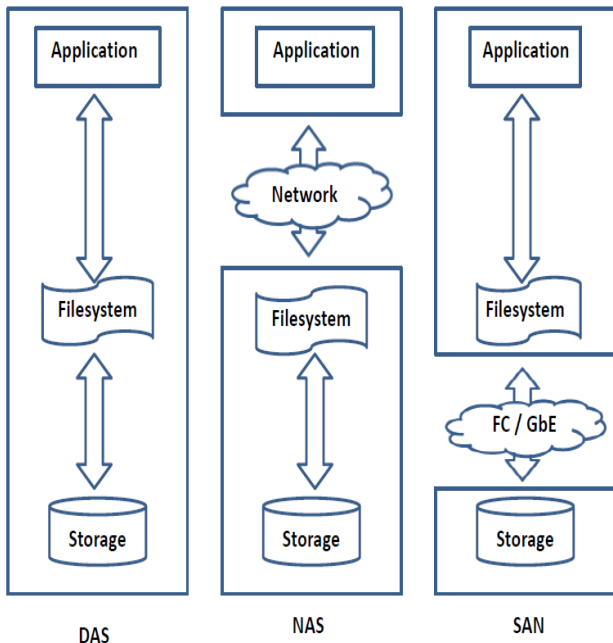 Application
Filesystem
Storage
DAS
Application
Network
Filesystem
Storage
NAS
Application
Filesystem
FC / GbE
Storage
SAN